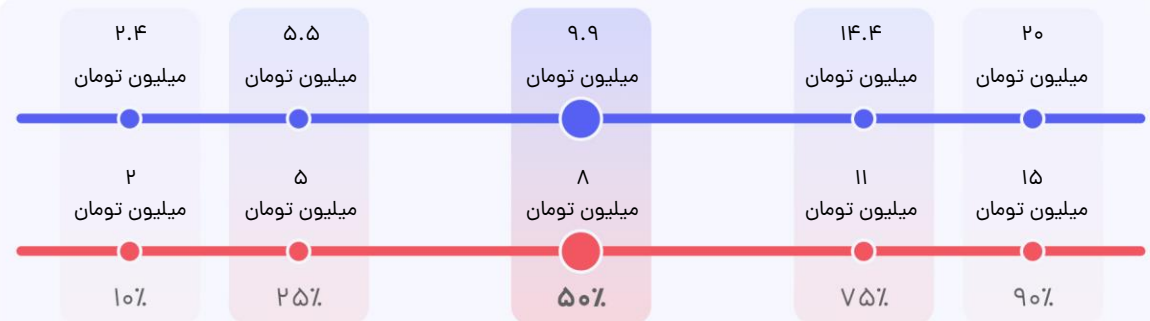 ۲.۴ ۵.۵ ۹.۹ ۱۴.۴ ۲۰
میلیون تومان میلیون تومان میلیون تومان میلیون تومان میلیون تومان
۲ ۵ ۸ ۱۱ ۱۵
میلیون تومان میلیون تومان میلیون تومان میلیون تومان میلیون تومان
۱۰٪ ۲۵٪ ۵۰٪ ۷۵٪ ۹۰٪